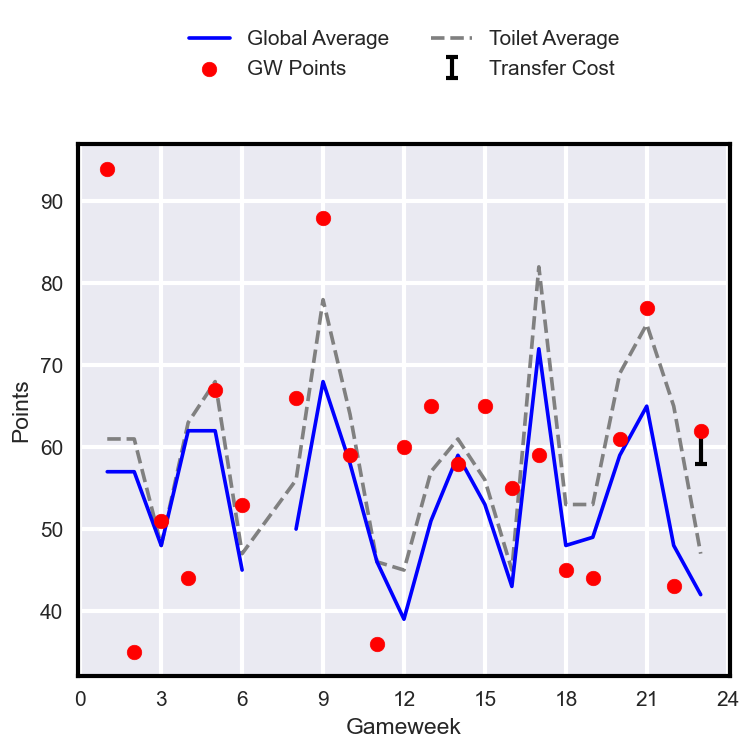 Global Average
Toilet Average
GW Points
Transfer Cost
90
80
70
60
50
40
Points
0 3 6 9 12 15 18 21 24
Gameweek